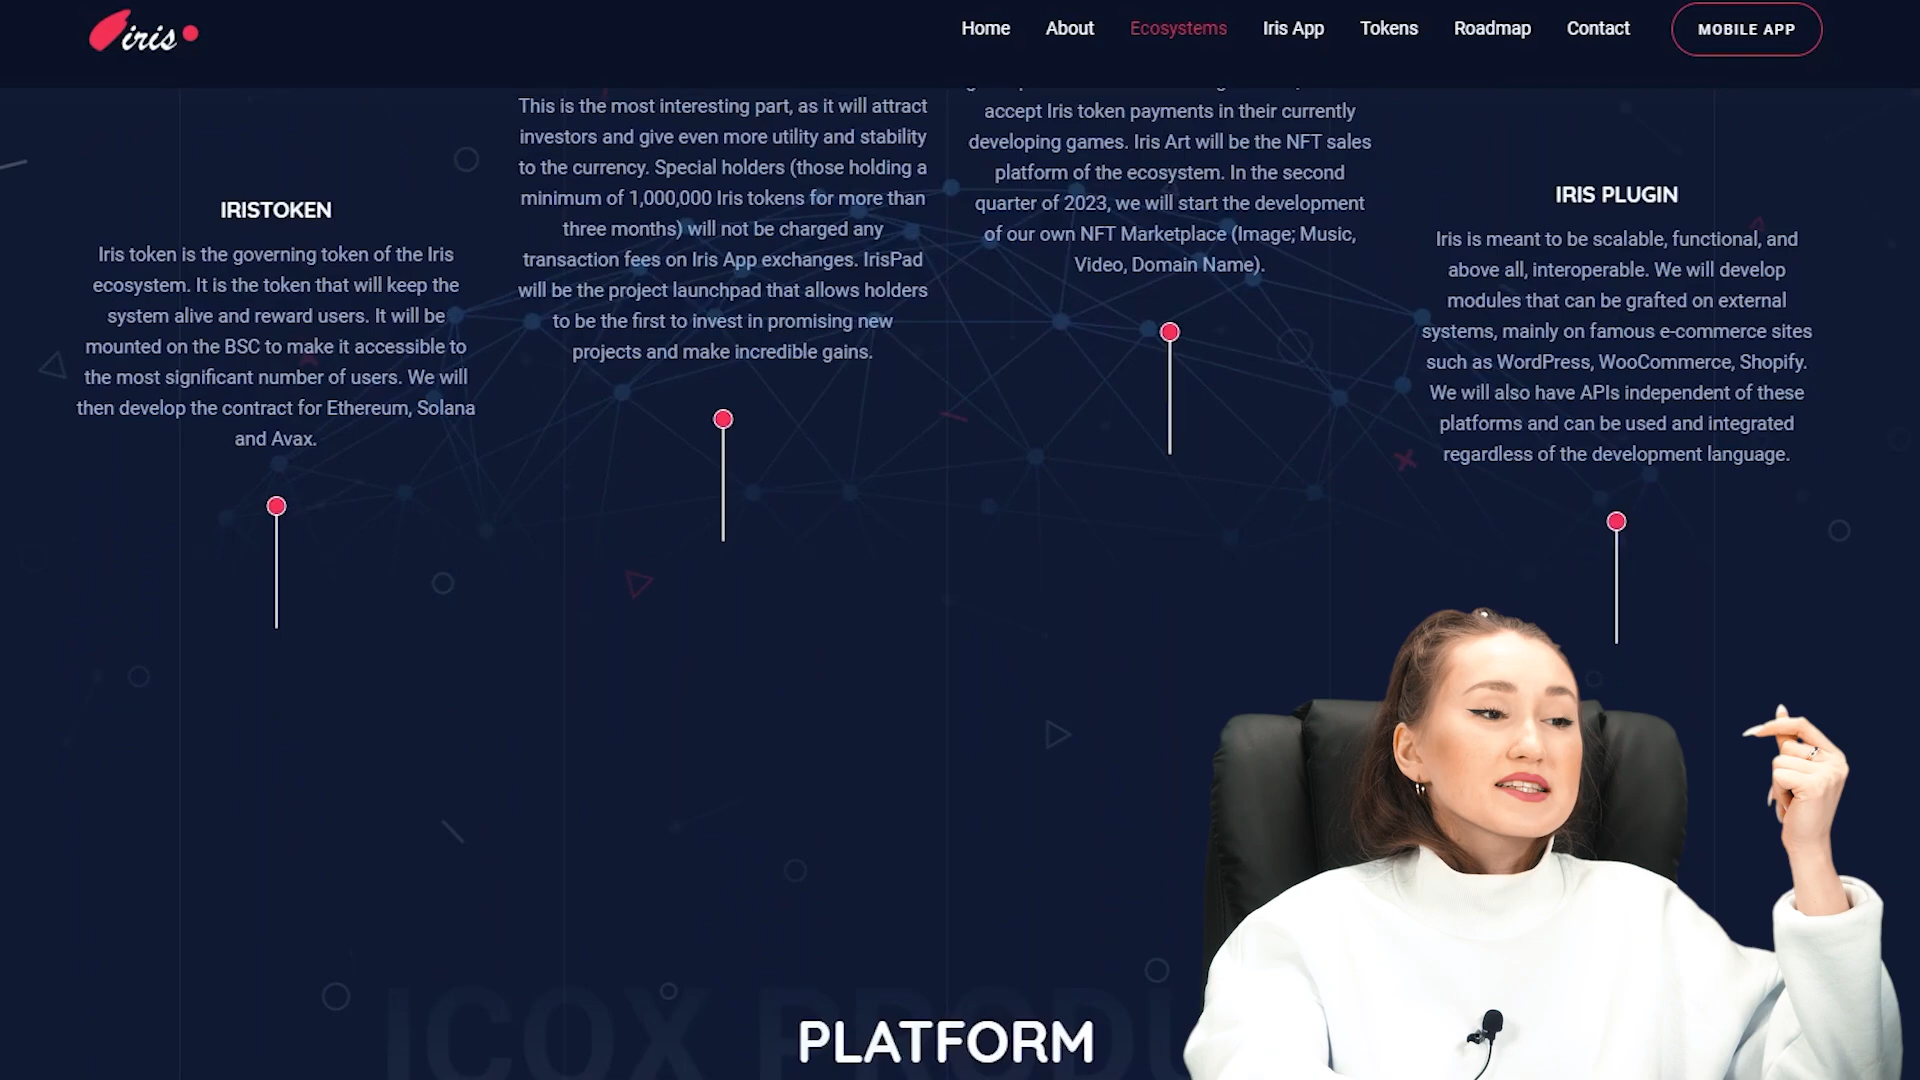 iris
Home
About
Ecosystems
Iris App
Tokens
Roadmap
Contact
MOBILE APP
IRISTOKEN
Iris token is the governing token of the Iris
ecosystem. It is the token that will keep the
system alive and reward users. It will be
mounted on the BSC to make it accessible to
the most significant number of users. We will
then develop the contract for Ethereum, Solana
and Avax.
This is the most interesting part, as it will attract
investors and give even more utility and stability
to the currency. Special holders (those holding a
minimum of 1,000,000 Iris tokens for more than
three months) will not be charged any
transaction fees on Iris App exchanges. IrisPad
will be the project launchpad that allows holders
to be the first to invest in promising new
projects and make incredible gains.
accept Iris token payments in their currently
developing games. Iris Art will be the NFT sales
platform of the ecosystem. In the second
quarter of 2023, we will start the development
of our own NFT Marketplace (Image; Music,
Video, Domain Name).
IRIS PLUGIN
Iris is meant to be scalable, functional, and
above all, interoperable. We will develop
modules that can be grafted on external
systems, mainly on famous e-commerce sites
such as WordPress, WooCommerce, Shopify.
We will also have APIs independent of these
platforms and can be used and integrated
regardless of the development language.
ICOX
PLATFORM